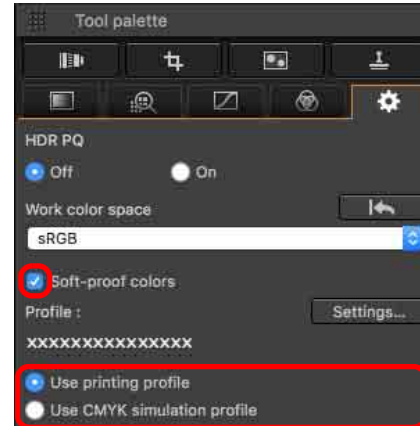 Tool palette
HDR PQ
Off On
Work color space
sRGB
Soft-proof colors
Profile : Settings...
xxxxxxxxxxxxxxx
Use printing profile
Use CMYK simulation profile